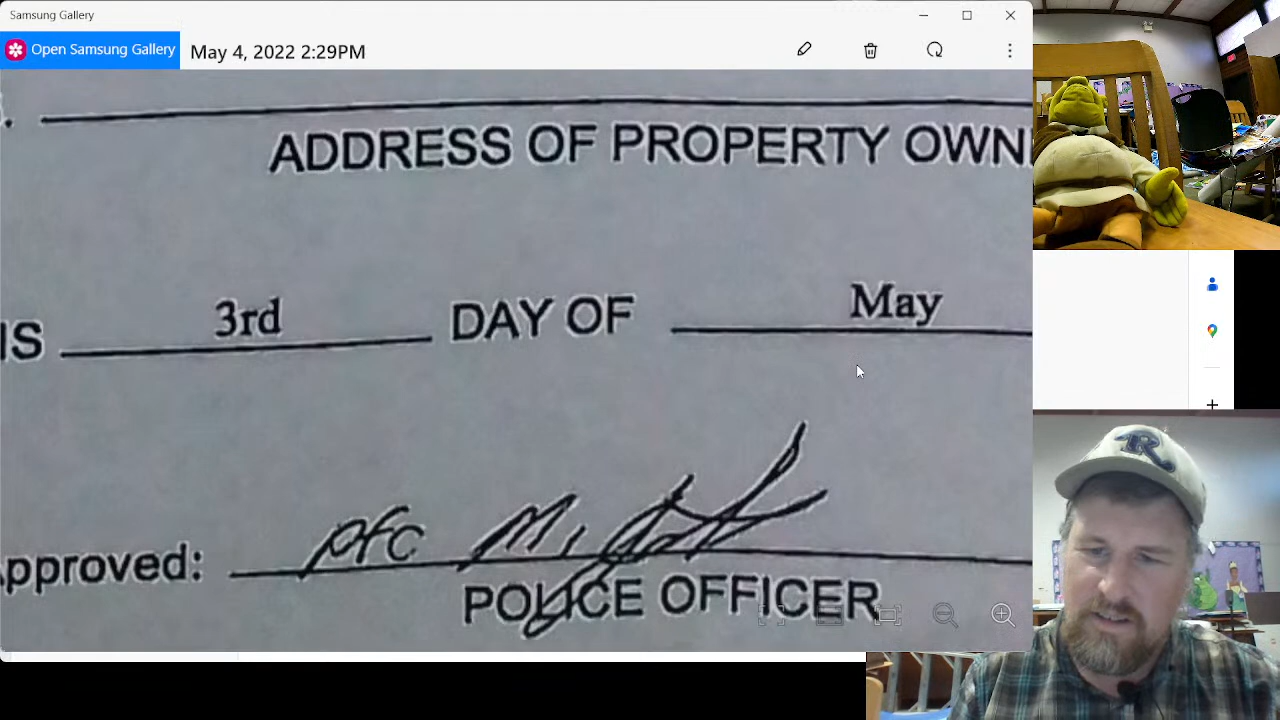 Samsung Gallery
Open Samsung Gallery
May 4, 2022 2:29PM
ADDRESS OF PROPERTY OWN
IS 3rd DAY OF May
pproved: pfc M.
POLICE OFFICER
R